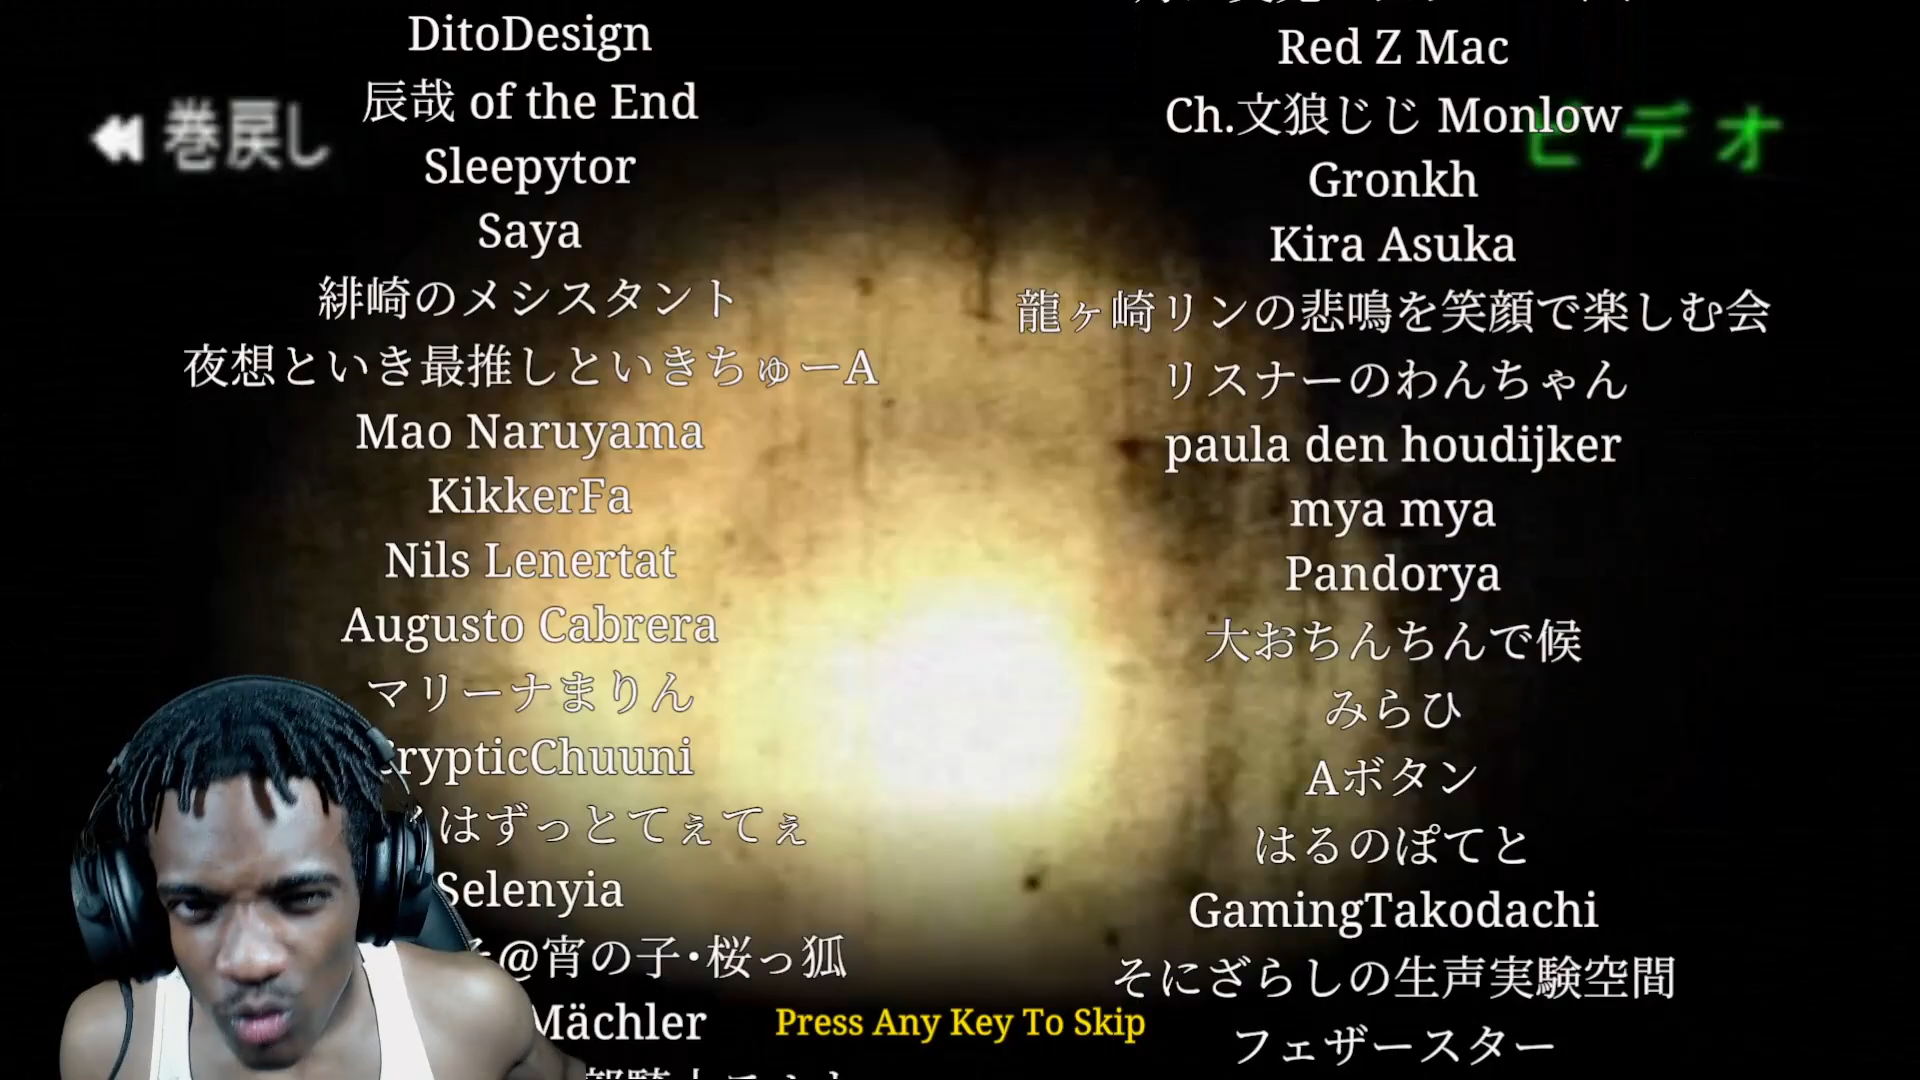 DitoDesign
辰哉 of the End
Sleepytor
Saya
緋崎のメシスタント
夜想といき最推しといきちゅーA
Mao Naruyama
KikkerFa
Nils Lenertat
Augusto Cabrera
マリーナまりん
CrypticChuuni
はずっとてぇてぇ
Selenyia
@宵の子・桜っ狐
Mächler
Red Z Mac
Ch.文狼じじ Monlow
Gronkh
Kira Asuka
龍ヶ崎リンの悲鳴を笑顔で楽しむ会
リスナーのわんちゃん
paula den houdijker
mya mya
Pandorya
大おちんちんで候
みらひ
Aボタン
はるのぽてと
GamingTakodachi
そにざらしの生声実験空間
フェザースター
巻戻し
ビデオ
Press Any Key To Skip